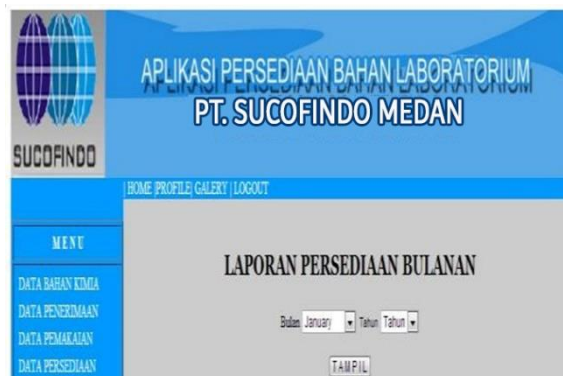 SUCOFINDO
APLIKASI PERSEDIAAN BAHAN LABORATORIUM
PT. SUCOFINDO MEDAN
| HOME |PROFILE| GALERY | LOGOUT
MENU
DATA BAHAN KIMIA
DATA PENERIMAAN
DATA PEMAKAIAN
DATA PERSEDIAAN
LAPORAN PERSEDIAAN BULANAN
Bulan January Tahun Tahun
TAMPIL